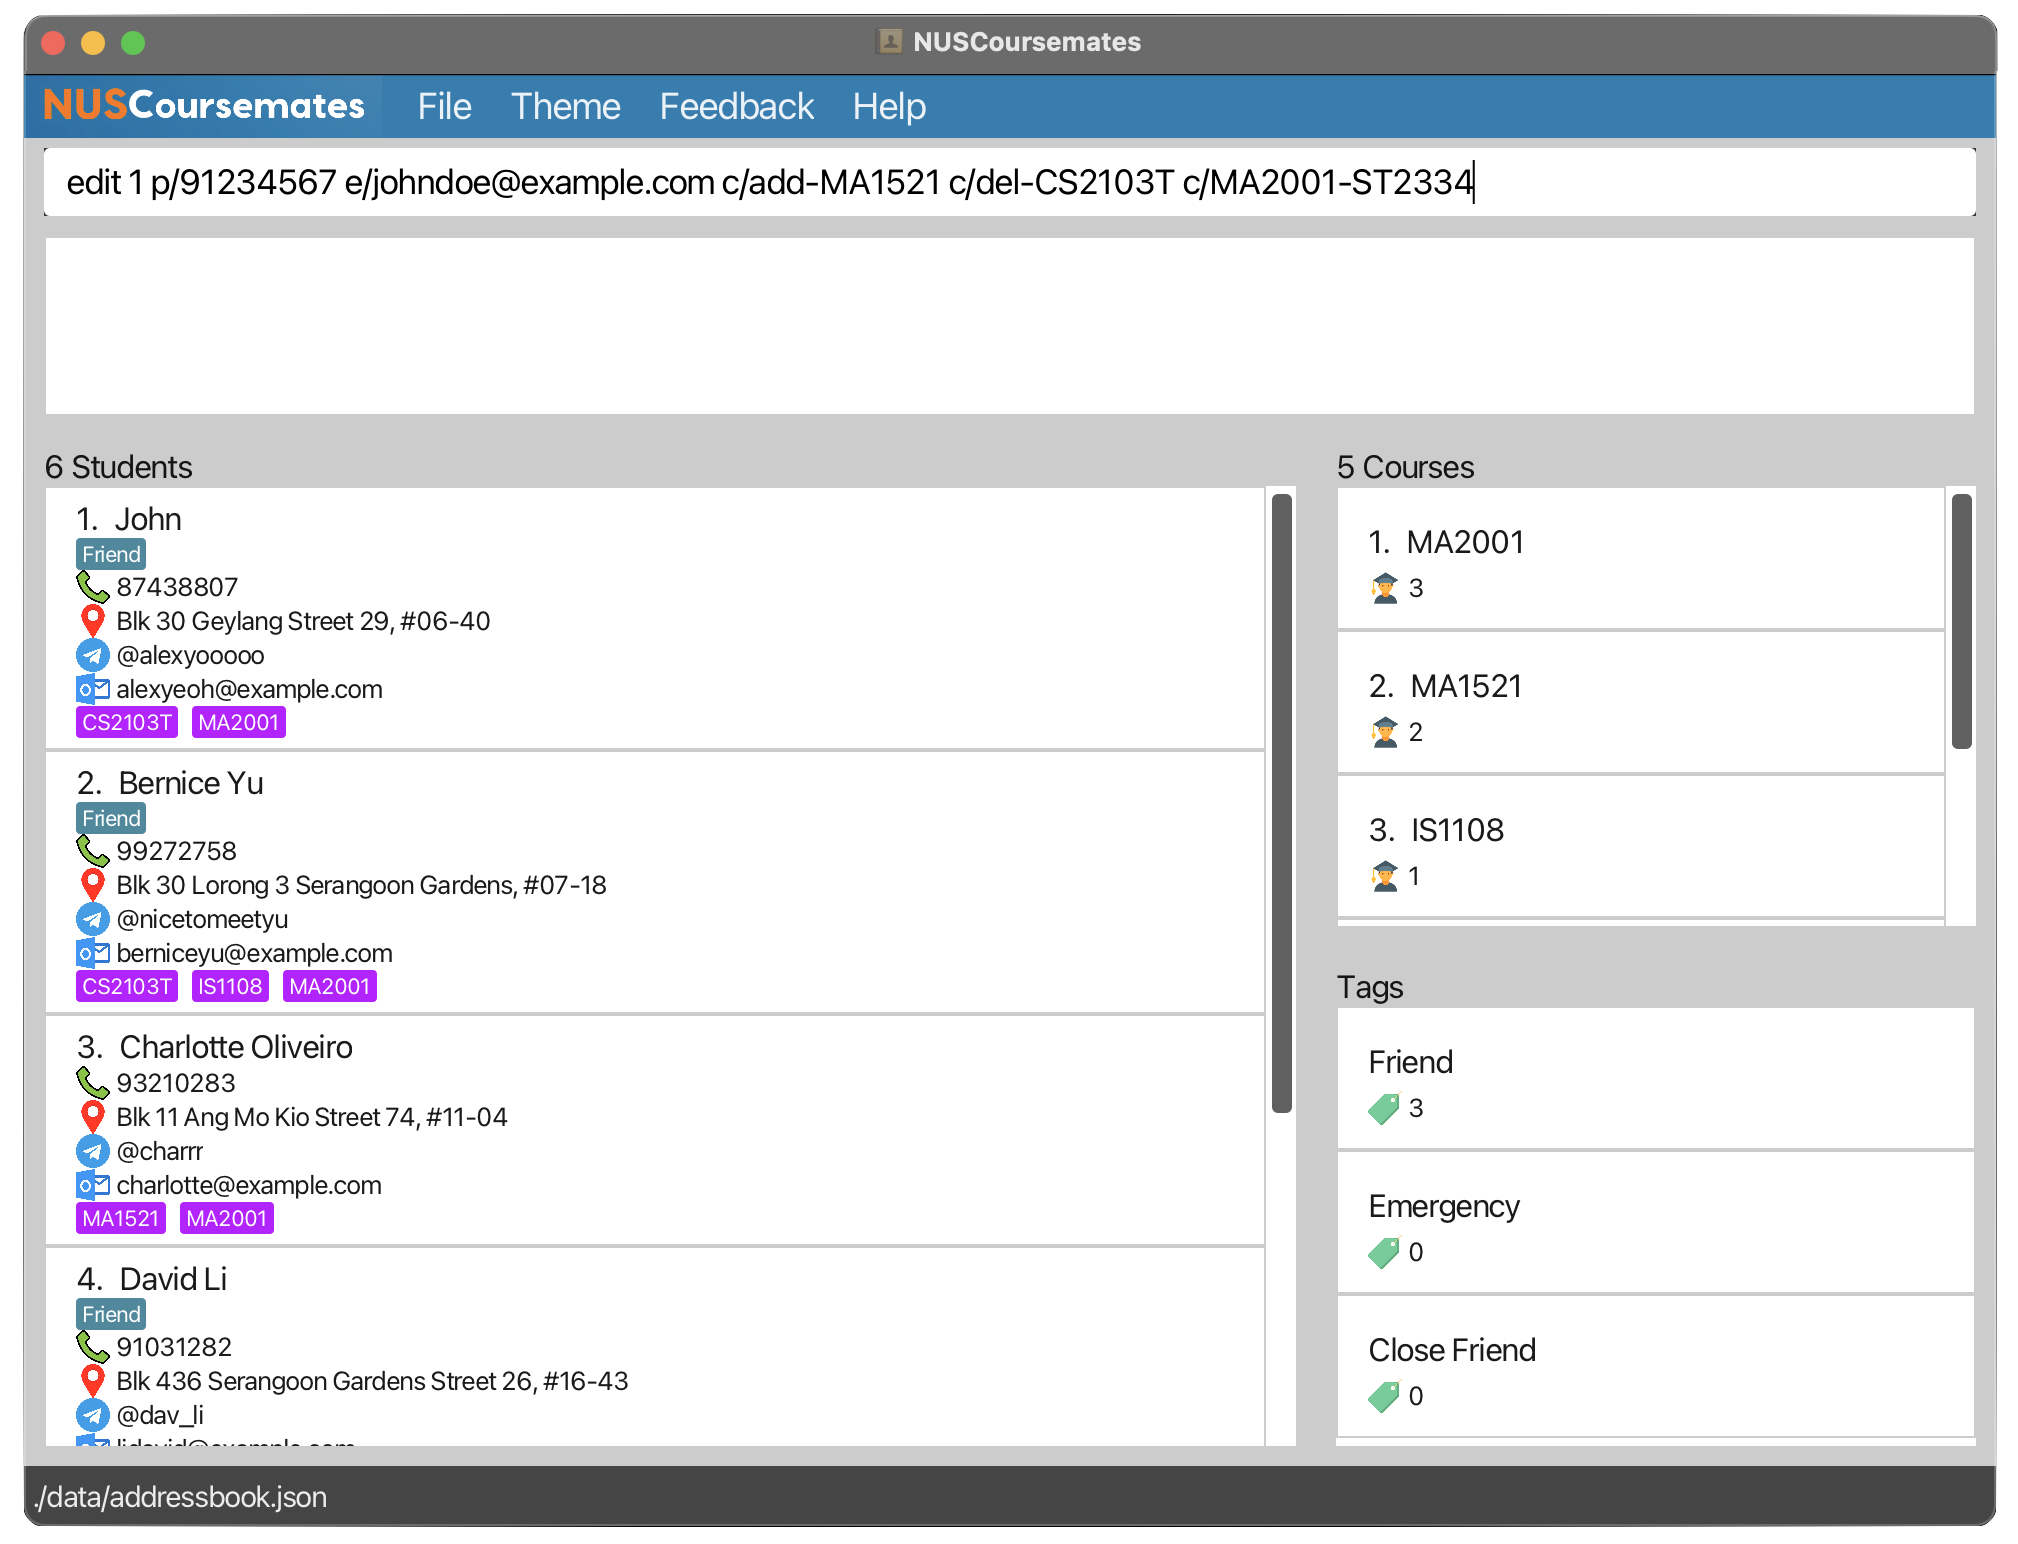 NUSCoursemates
NUSCoursemates File Theme Feedback Help
edit 1 p/91234567 e/johndoe@example.com c/add-MA1521 c/del-CS2103T c/MA2001-ST2334
6 Students
1. John
Friend
87438807
Blk 30 Geylang Street 29, #06-40
@alexyooooo
alexyeoh@example.com
CS2103T MA2001
2. Bernice Yu
Friend
99272758
Blk 30 Lorong 3 Serangoon Gardens, #07-18
@nicetomeetyu
berniceyu@example.com
CS2103T IS1108 MA2001
3. Charlotte Oliveiro
93210283
Blk 11 Ang Mo Kio Street 74, #11-04
@charrr
charlotte@example.com
MA1521 MA2001
4. David Li
Friend
91031282
Blk 436 Serangoon Gardens Street 26, #16-43
@dav_li
lidavid@example.com
5 Courses
1. MA2001
3
2. MA1521
2
3. IS1108
1
Tags
Friend
3
Emergency
0
Close Friend
0
./data/addressbook.json